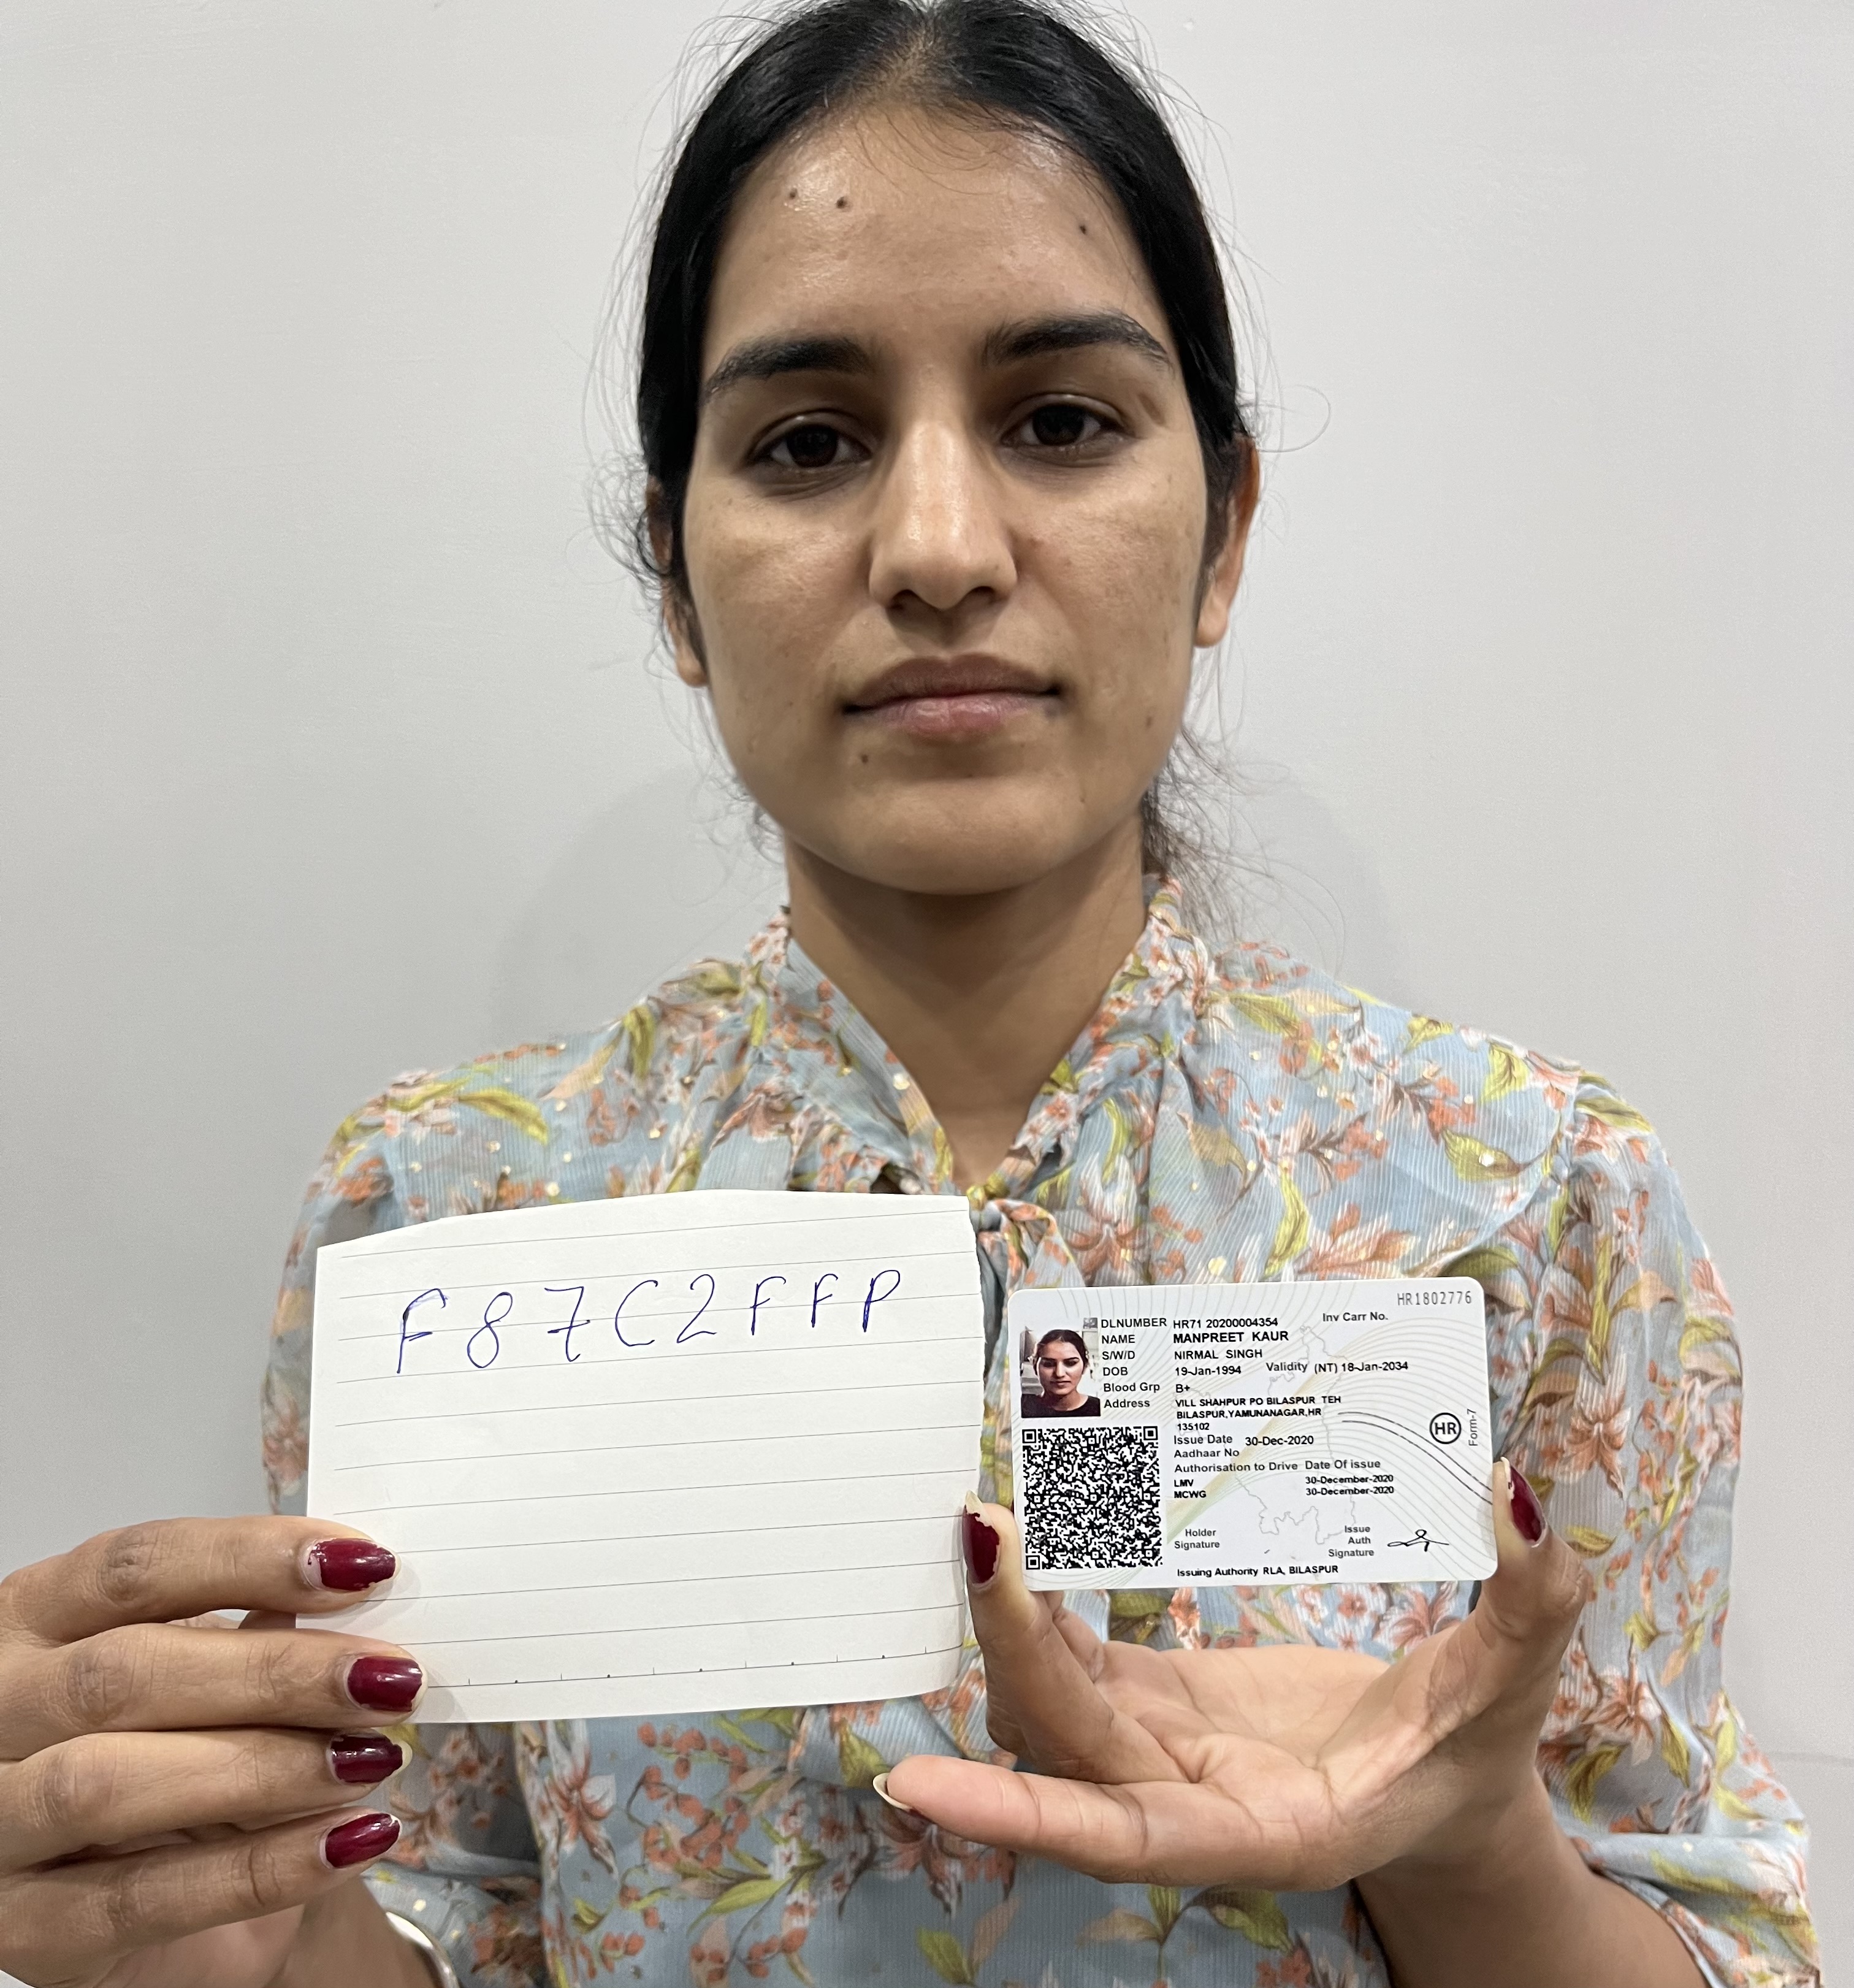 F87C2FFP
HR1802776
DLNUMBER HR71 20200004354 Inv Carr No.
NAME MANPREET KAUR
S/W/D NIRMAL SINGH
DOB 19-Jan-1994 Validity (NT) 18-Jan-2034
Blood Grp B+
Address VILL SHAHPUR PO BILASPUR TEH
BILASPUR,YAMUNANAGAR,HR
135102
HR
Form-7
Issue Date 30-Dec-2020
Aadhaar No
Authorisation to Drive Date Of issue
LMV 30-December-2020
MCWG 30-December-2020
Holder
Signature
Issue
Auth
Signature
Issuing Authority RLA, BILASPUR